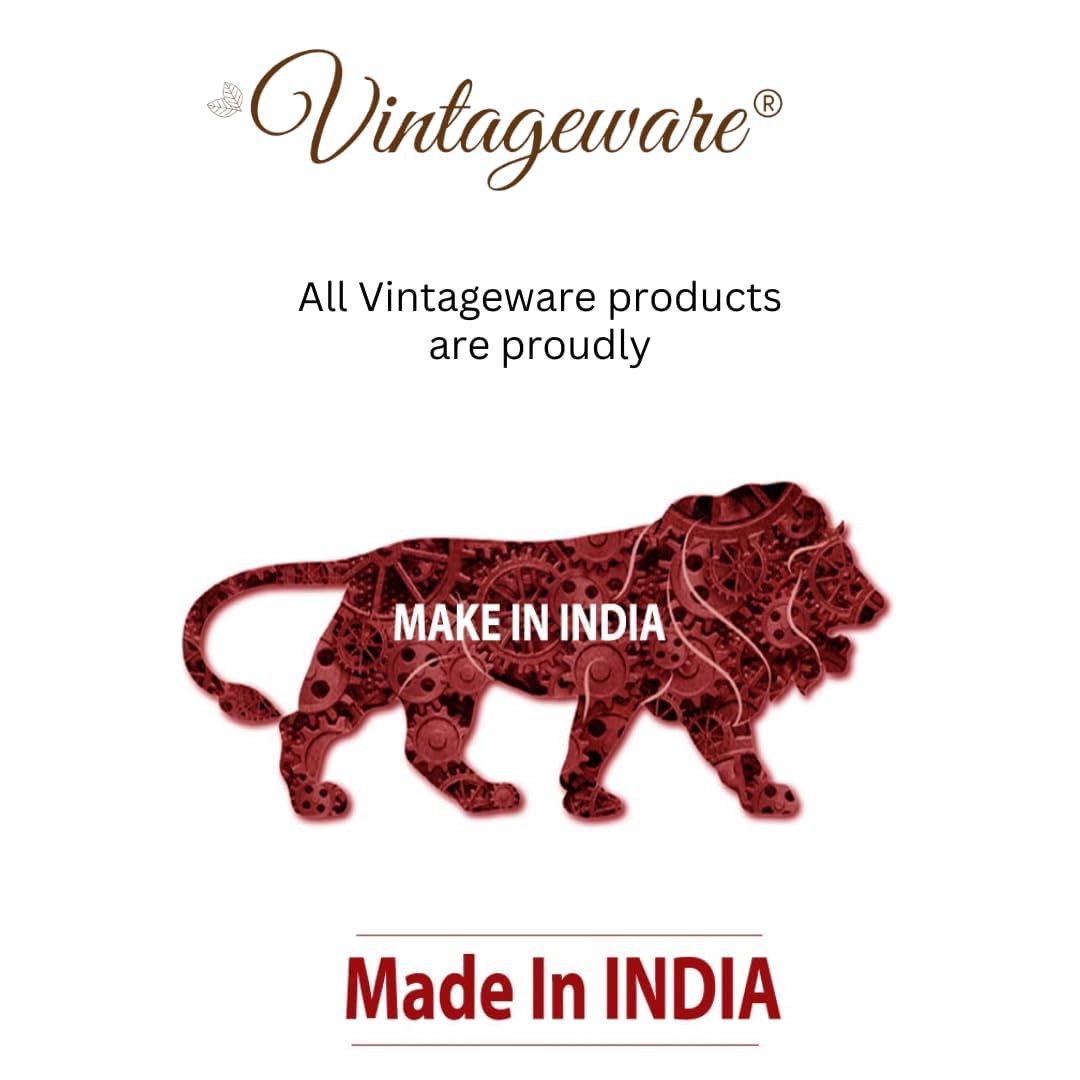 Vintageware®
All Vintageware products
are proudly
MAKE IN INDIA
Made In INDIA